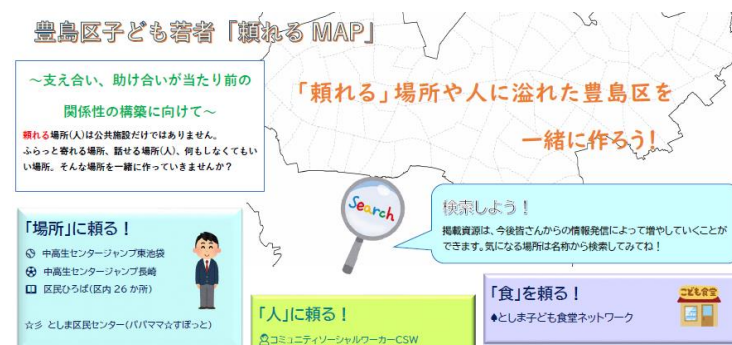 豊島区子ども若者「頼れる MAP」
～支え合い、助け合いが当たり前の
関係性の構築に向けて～
頼れる場所(人)は公共施設だけではありません。
ふらっと寄れる場所、話せる場所(人)、何もしなくてもい
い場所。そんな場所を一緒に作っていきませんか？
「頼れる」場所や人に溢れた豊島区を
一緒に作ろう!
Search
検索しよう！
掲載資源は、今後皆さんからの情報発信によって増やしていくことが
できます。気になる場所は名称から検索してみてね！
「場所」に頼る！
中高生センタージャンプ東池袋
中高生センタージャンプ長崎
区民ひろば(区内 26 か所)
☆彡 としま区民センター(パパママ☆すぽっと)
「人」に頼る！
コミュニティソーシャルワーカーCSW
「食」を頼る！
♠としま子ども食堂ネットワーク
こども食堂